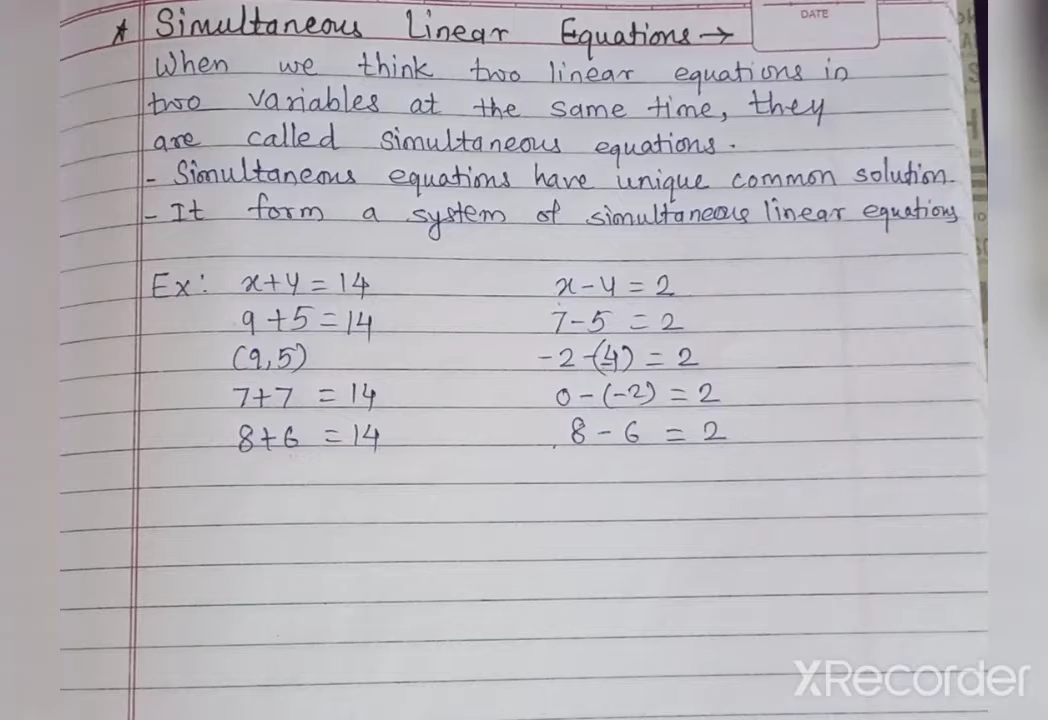 DATE
* Simultaneous Linear Equations →
When we think two linear equations in
two variables at the same time, they
are called simultaneous equations.
- Simultaneous equations have unique common solution.
- It form a system of simultaneous linear equations
Ex: x+y = 14 x-y = 2
9+5 = 14 7-5 = 2
(9,5) -2-(4) = 2
7+7 = 14 0-(-2) = 2
8+6 = 14 8-6 = 2
XRecorder